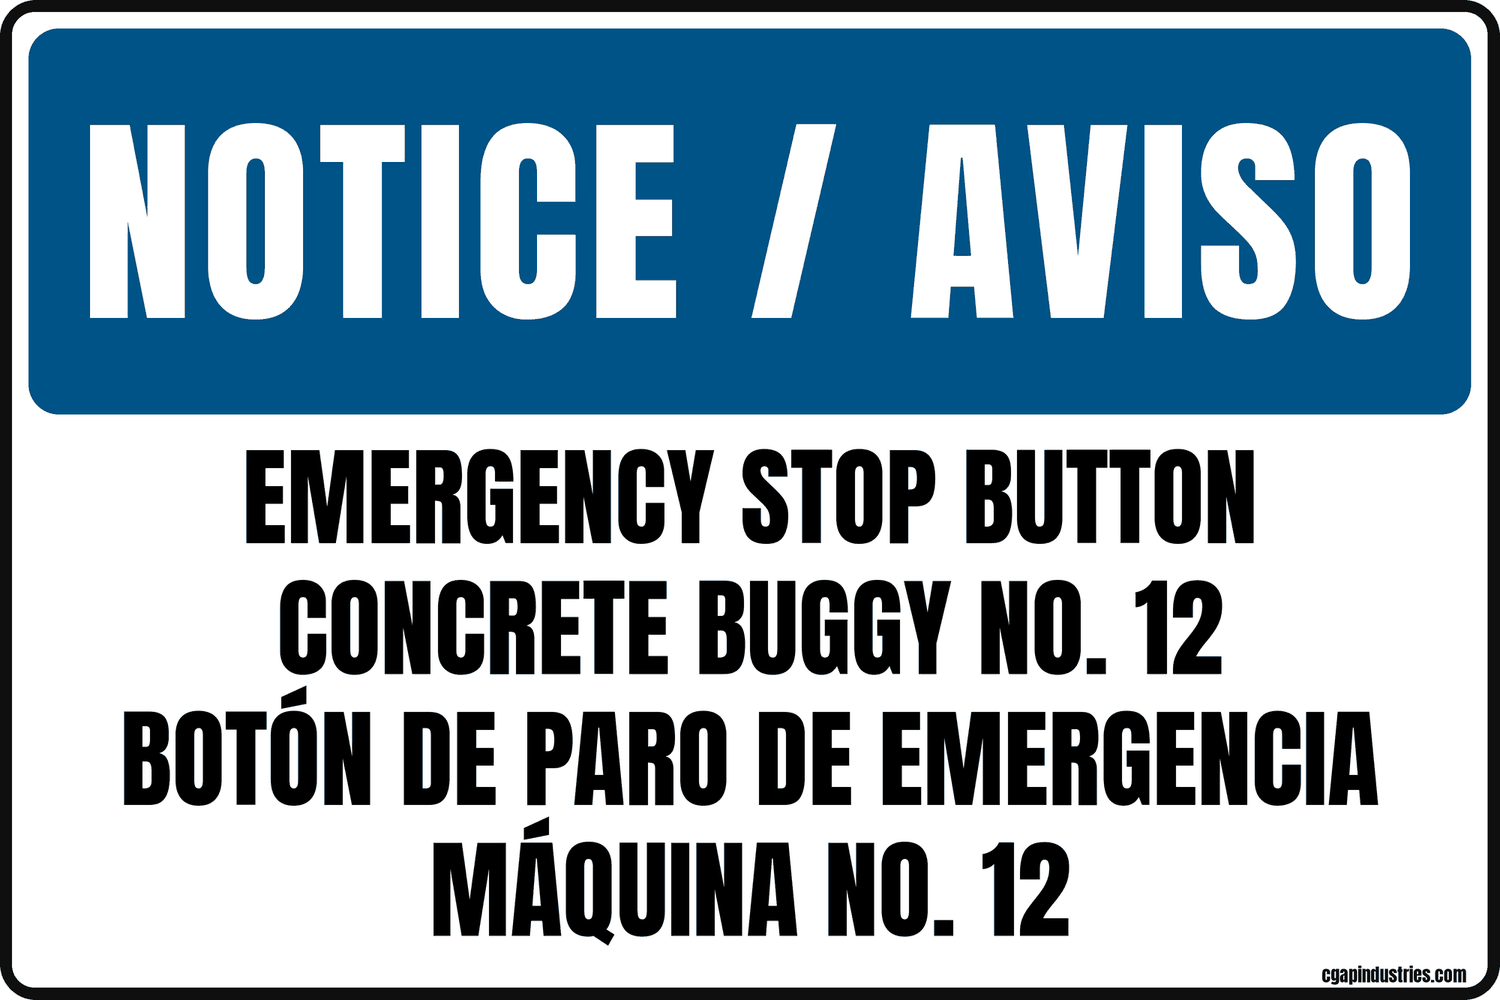 NOTICE / AVISO
EMERGENCY STOP BUTTON
CONCRETE BUGGY NO. 12
BOTÓN DE PARO DE EMERGENCIA
MÁQUINA NO. 12
cgapindustries.com